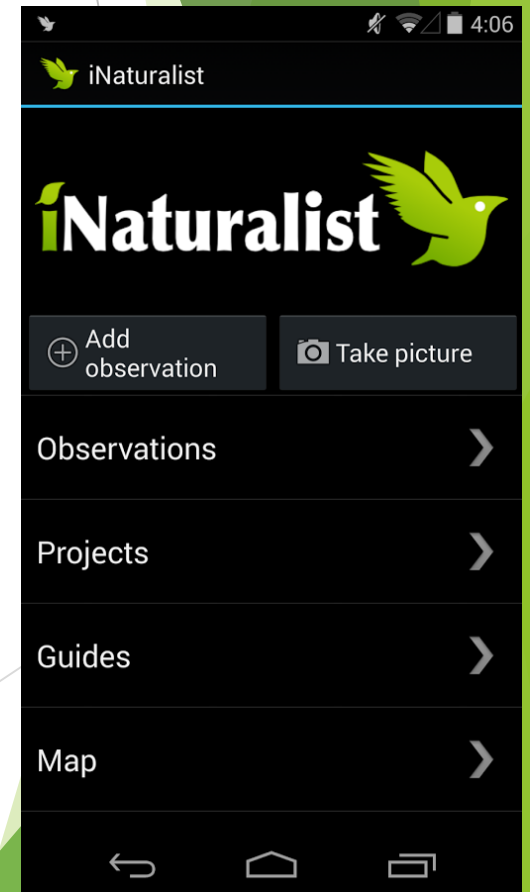 4:06
iNaturalist
iNaturalist
Add
observation
Take picture
Observations
Projects
Guides
Map